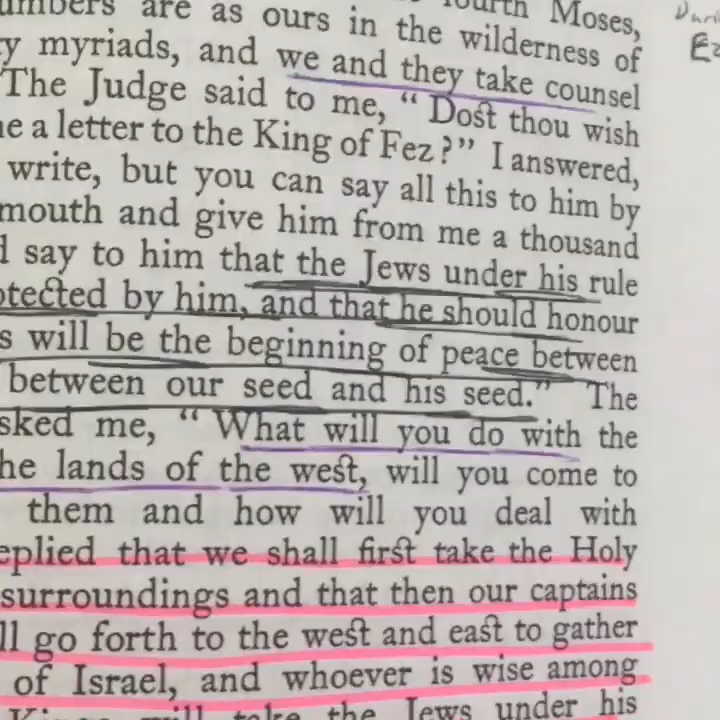 are as ours in the wilderness of
myriads, and we and they take counsel
The Judge said to me, “ Dost thou wish
a letter to the King of Fez?” I answered,
write, but you can say all this to him by
mouth and give him from me a thousand
say to him that the Jews under his rule
by him, and that he should honour
will be the beginning of peace between
between our seed and his seed.” The
me, “ What will you do with the
lands of the west, will you come to
them and how will you deal with
that we shall first take the Holy
surroundings and that then our captains
go forth to the west and east to gather
of Israel, and whoever is wise among
take the Jews under his